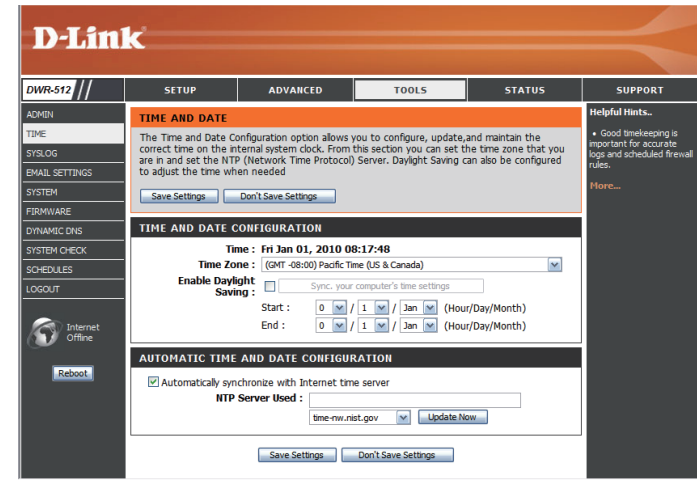 D-Link
DWR-512
SETUP
ADVANCED
TOOLS
STATUS
SUPPORT
ADMIN
TIME
SYSLOG
EMAIL SETTINGS
SYSTEM
FIRMWARE
DYNAMIC DNS
SYSTEM CHECK
SCHEDULES
LOGOUT
Internet
Offline
Reboot
TIME AND DATE
The Time and Date Configuration option allows you to configure, update,and maintain the
correct time on the internal system clock. From this section you can set the time zone that you
are in and set the NTP (Network Time Protocol) Server. Daylight Saving can also be configured
to adjust the time when needed
Save Settings Don't Save Settings
TIME AND DATE CONFIGURATION
Time : Fri Jan 01, 2010 08:17:48
Time Zone : (GMT -08:00) Pacific Time (US & Canada)
Enable Daylight
Saving :
Sync. your computer's time settings
Start : 0 / 1 / Jan (Hour/Day/Month)
End : 0 / 1 / Jan (Hour/Day/Month)
AUTOMATIC TIME AND DATE CONFIGURATION
Automatically synchronize with Internet time server
NTP Server Used :
time-nw.nist.gov Update Now
Save Settings Don't Save Settings
Helpful Hints..
• Good timekeeping is
important for accurate
logs and scheduled firewall
rules.
More...